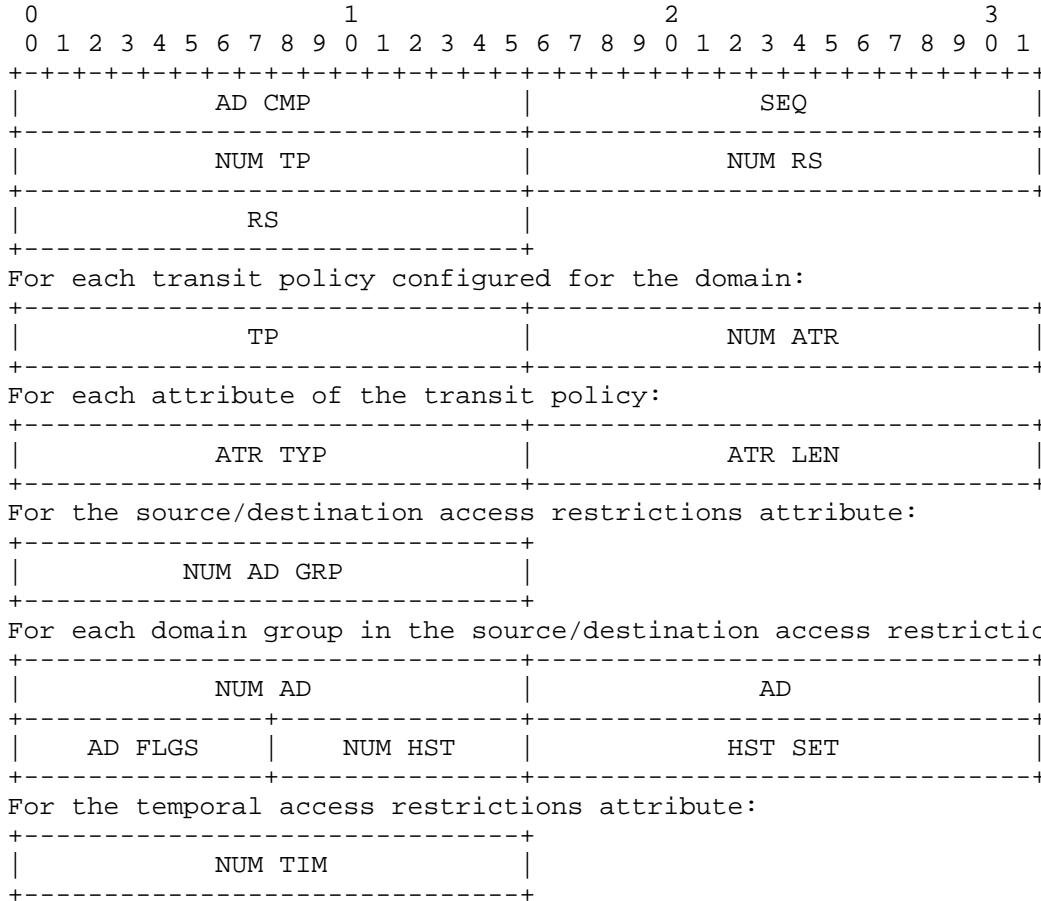 0 1 2 3
0 1 2 3 4 5 6 7 8 9 0 1 2 3 4 5 6 7 8 9 0 1 2 3 4 5 6 7 8 9 0 1
+-+-+-+-+-+-+-+-+-+-+-+-+-+-+-+-+-+-+-+-+-+-+-+-+-+-+-+-+-+-+-+-+
| AD CMP | SEQ |
+-------------------------------+-------------------------------+
| NUM TP | NUM RS |
+-------------------------------+-------------------------------+
| RS |
+-------------------------------+
For each transit policy configured for the domain:
+-------------------------------+-------------------------------+
| TP | NUM ATR |
+-------------------------------+-------------------------------+
For each attribute of the transit policy:
+-------------------------------+-------------------------------+
| ATR TYP | ATR LEN |
+-------------------------------+-------------------------------+
For the source/destination access restrictions attribute:
+-------------------------------+
| NUM AD GRP |
+-------------------------------+
For each domain group in the source/destination access
+-------------------------------+-------------------------------+
| NUM AD | AD |
+---------------+---------------+-------------------------------+
| AD FLGS | NUM HST | HST SET |
+---------------+---------------+-------------------------------+
For the temporal access restrictions attribute:
+-------------------------------+
| NUM TIM |
+-------------------------------+